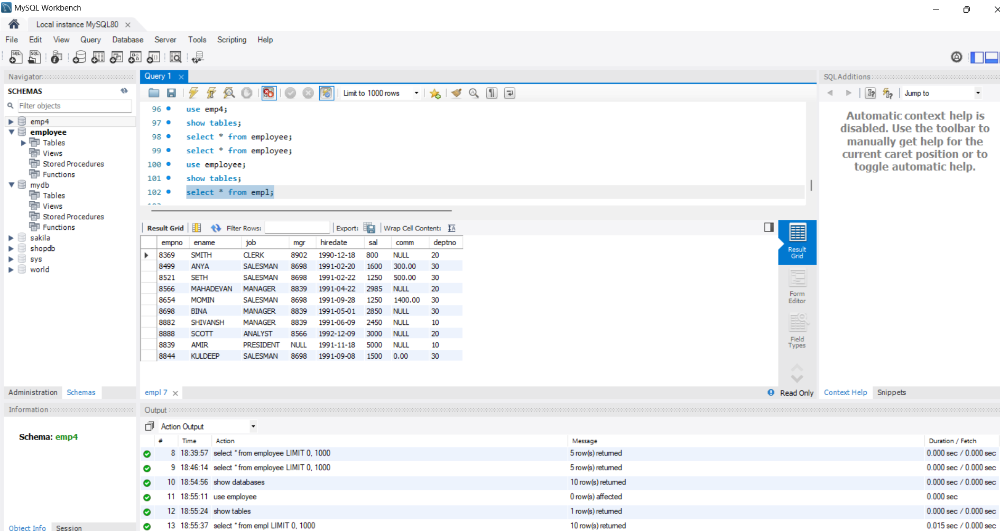 MySQL Workbench
Local instance MySQL80
File Edit View Query Database Server Tools Scripting Help
Navigator
SCHEMAS
Filter objects
emp4
employee
Tables
Views
Stored Procedures
Functions
mydb
Tables
Views
Stored Procedures
Functions
sakila
shopdb
sys
world
Administration Schemas
Information
Schema: emp4
Object Info Session
Query 1
Limit to 1000 rows
96 use emp4;
97 show tables;
98 select * from employee;
99 select * from employee;
100 use employee;
101 show tables;
102 select * from empl;
Result Grid Filter Rows: Export: Wrap Cell Content:
empno ename job mgr hiredate sal comm deptno
8369 SMITH CLERK 8902 1990-12-18 800 NULL 20
8499 ANYA SALESMAN 8698 1991-02-20 1600 300.00 30
8521 SETH SALESMAN 8698 1991-02-22 1250 500.00 30
8566 MAHADEVAN MANAGER 8839 1991-04-22 2985 NULL 20
8654 MOMIN SALESMAN 8698 1991-09-28 1250 1400.00 30
8698 BINA MANAGER 8839 1991-05-01 2850 NULL 30
8882 SHIVANSH MANAGER 8839 1991-06-09 2450 NULL 10
8888 SCOTT ANALYST 8566 1992-12-09 3000 NULL 20
8839 AMIR PRESIDENT NULL 1991-11-18 5000 NULL 10
8844 KULDEEP SALESMAN 8698 1991-09-08 1500 0.00 30
Result
Grid
Form
Editor
Field
Types
empl 7
Read Only
SQLAdditions
Jump to
Automatic context help is
disabled. Use the toolbar to
manually get help for the
current caret position or to
toggle automatic help.
Context Help Snippets
Output
Action Output
# Time Action Message Duration / Fetch
8 18:39:57 select * from employee LIMIT 0, 1000 5 row(s) returned 0.000 sec / 0.000 sec
9 18:46:14 select * from employee LIMIT 0, 1000 5 row(s) returned 0.000 sec / 0.000 sec
10 18:54:56 show databases 10 row(s) returned 0.000 sec / 0.000 sec
11 18:55:11 use employee 0 row(s) affected 0.000 sec
12 18:55:24 show tables 1 row(s) returned 0.000 sec / 0.000 sec
13 18:55:37 select * from empl LIMIT 0, 1000 10 row(s) returned 0.015 sec / 0.000 sec